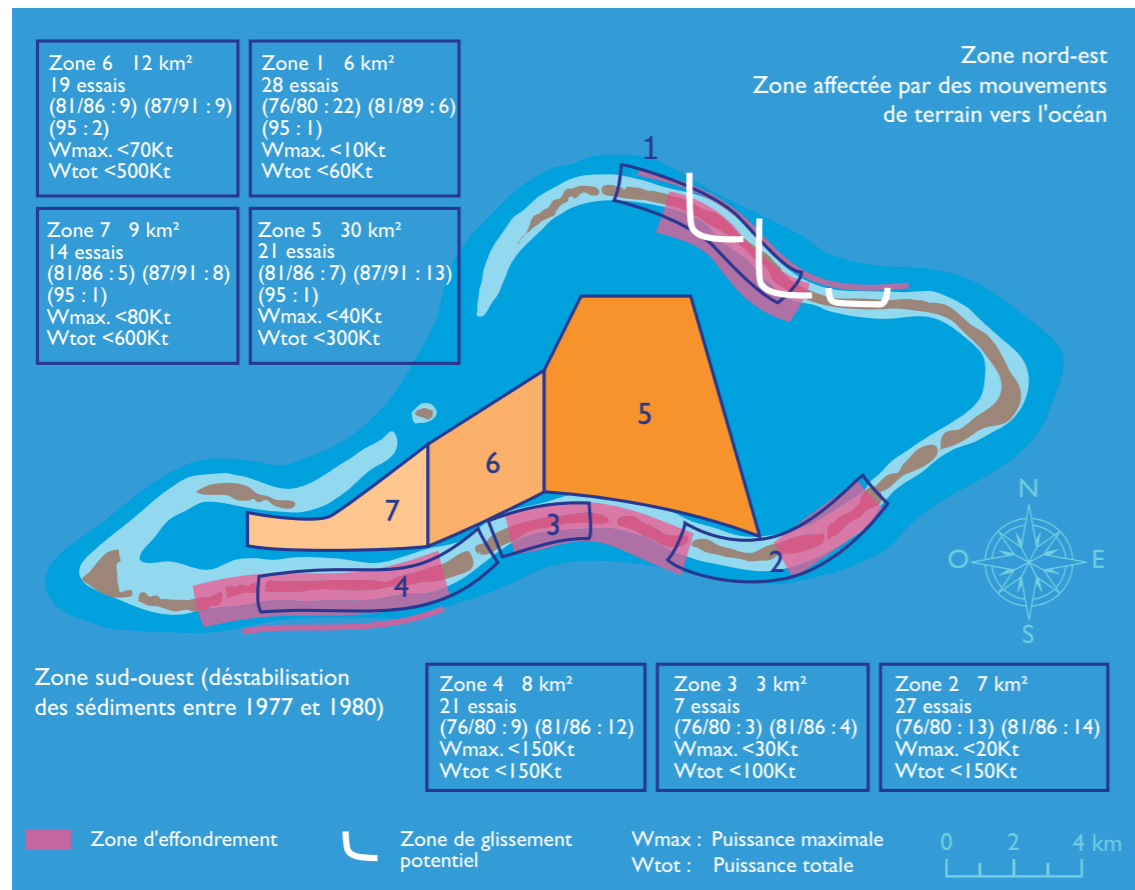 Zone 6 12 km²
19 essais
(81/86 : 9) (87/91 : 9)
(95 : 2)
Wmax. <70Kt
Wtot <500Kt
Zone 1 6 km²
28 essais
(76/80 : 22) (81/89 : 6)
(95 : 1)
Wmax. <10Kt
Wtot <60Kt
Zone nord-est
Zone affectée par des mouvements
de terrain vers l'océan
Zone 7 9 km²
14 essais
(81/86 : 5) (87/91 : 8)
(95 : 1)
Wmax. <80Kt
Wtot <600Kt
Zone 5 30 km²
21 essais
(81/86 : 7) (87/91 : 13)
(95 : 1)
Wmax. <40Kt
Wtot <300Kt
1
5
6
7
3
2
4
N
O
E
S
Zone sud-ouest (déstabilisation
des sédiments entre 1977 et 1980)
Zone 4 8 km²
21 essais
(76/80 : 9) (81/86 : 12)
Wmax. <150Kt
Wtot <150Kt
Zone 3 3 km²
7 essais
(76/80 : 3) (81/86 : 4)
Wmax. <30Kt
Wtot <100Kt
Zone 2 7 km²
27 essais
(76/80 : 13) (81/86 : 14)
Wmax. <20Kt
Wtot <150Kt
Zone d'effondrement
Zone de glissement
potentiel
Wmax : Puissance maximale
Wtot : Puissance totale
0 2 4 km